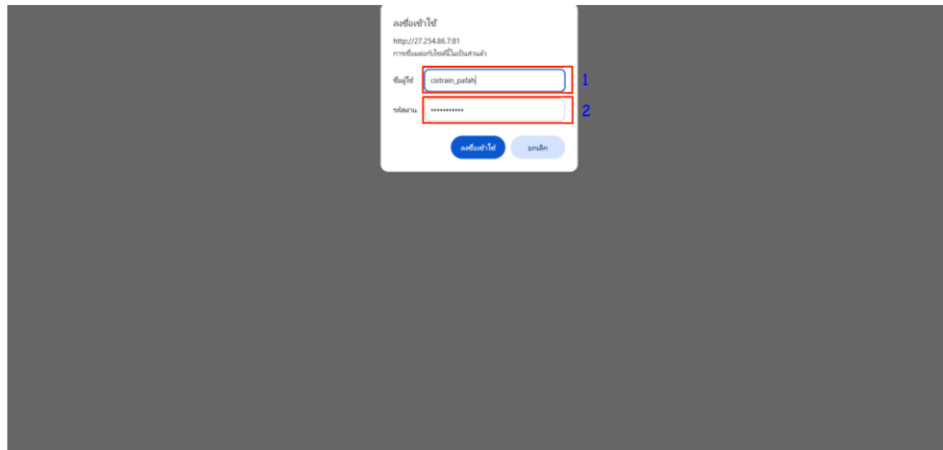 ลงชื่อเข้าใช้
http://27.254.86.7:81
การเชื่อมต่อกับไซต์นี้ไม่เป็นส่วนตัว
ชื่อผู้ใช้ cistrain_pafah 1
รหัสผ่าน ••••••••••• 2
ลงชื่อเข้าใช้ ยกเลิก